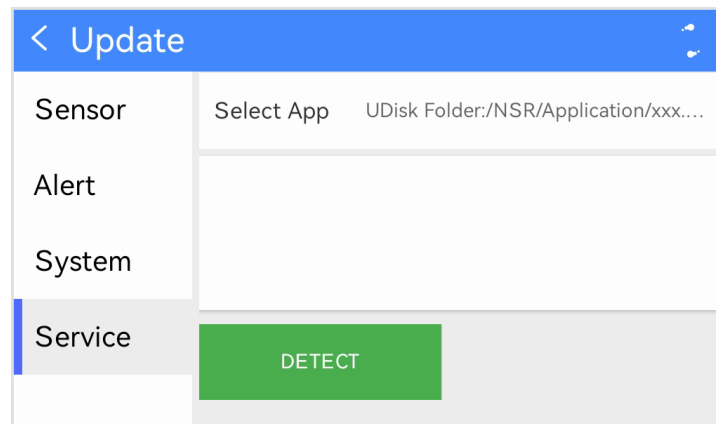 Update
Sensor
Alert
System
Service
Select App
UDisk Folder:/NSR/Application/xxx....
DETECT